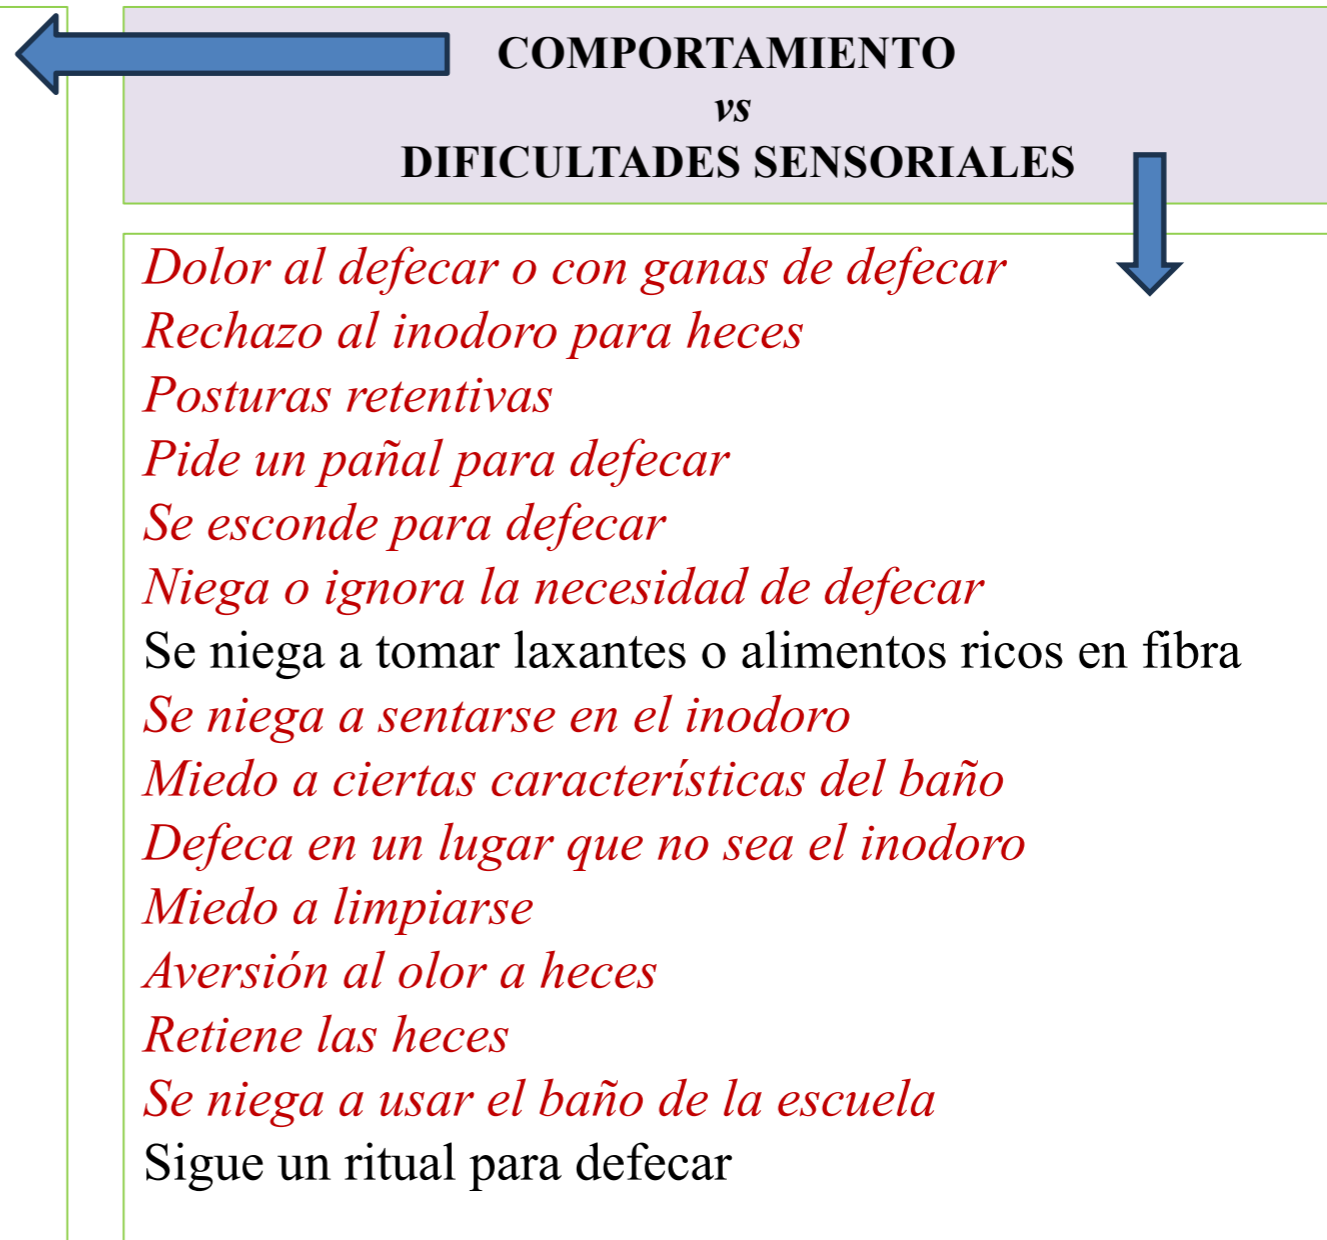 COMPORTAMIENTO
vs
DIFICULTADES SENSORIALES
Dolor al defecar o con ganas de defecar
Rechazo al inodoro para heces
Posturas retentivas
Pide un pañal para defecar
Se esconde para defecar
Niega o ignora la necesidad de defecar
Se niega a tomar laxantes o alimentos ricos en fibra
Se niega a sentarse en el inodoro
Miedo a ciertas características del baño
Defeca en un lugar que no sea el inodoro
Miedo a limpiarse
Aversión al olor a heces
Retiene las heces
Se niega a usar el baño de la escuela
Sigue un ritual para defecar